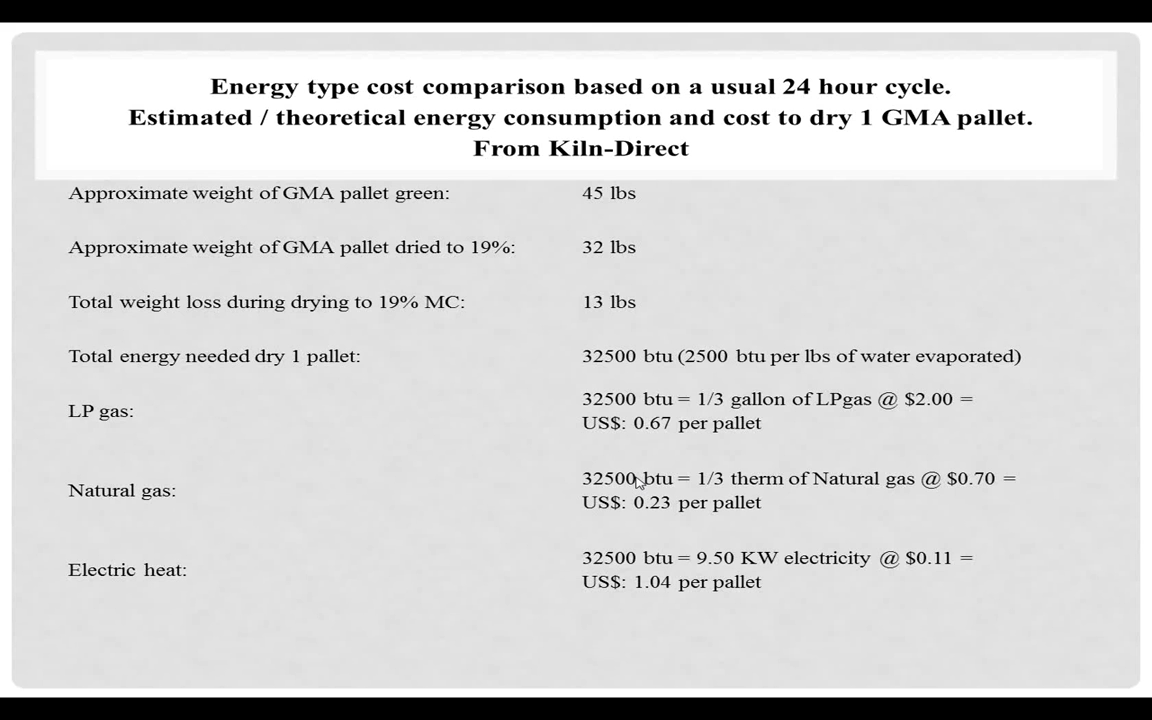 Energy type cost comparison based on a usual 24 hour cycle.
Estimated / theoretical energy consumption and cost to dry 1 GMA pallet.
From Kiln-Direct
Approximate weight of GMA pallet green: 45 lbs
Approximate weight of GMA pallet dried to 19%: 32 lbs
Total weight loss during drying to 19% MC: 13 lbs
Total energy needed dry 1 pallet: 32500 btu (2500 btu per lbs of water evaporated)
LP gas:
32500 btu = 1/3 gallon of LPgas @ $2.00 =
US$: 0.67 per pallet
Natural gas:
32500 btu = 1/3 therm of Natural gas @ $0.70 =
US$: 0.23 per pallet
Electric heat:
32500 btu = 9.50 KW electricity @ $0.11 =
US$: 1.04 per pallet